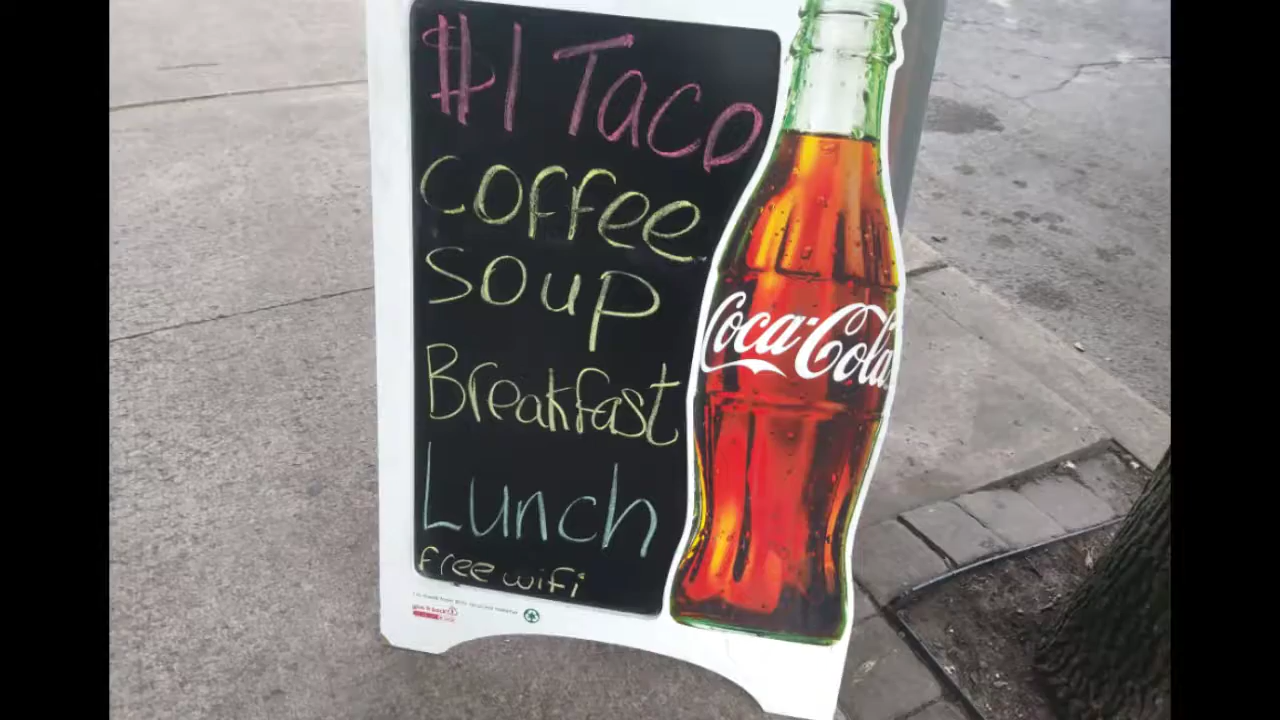 $1 Taco
coffee
soup
Breakfast
Lunch
free wifi
Coca-Cola